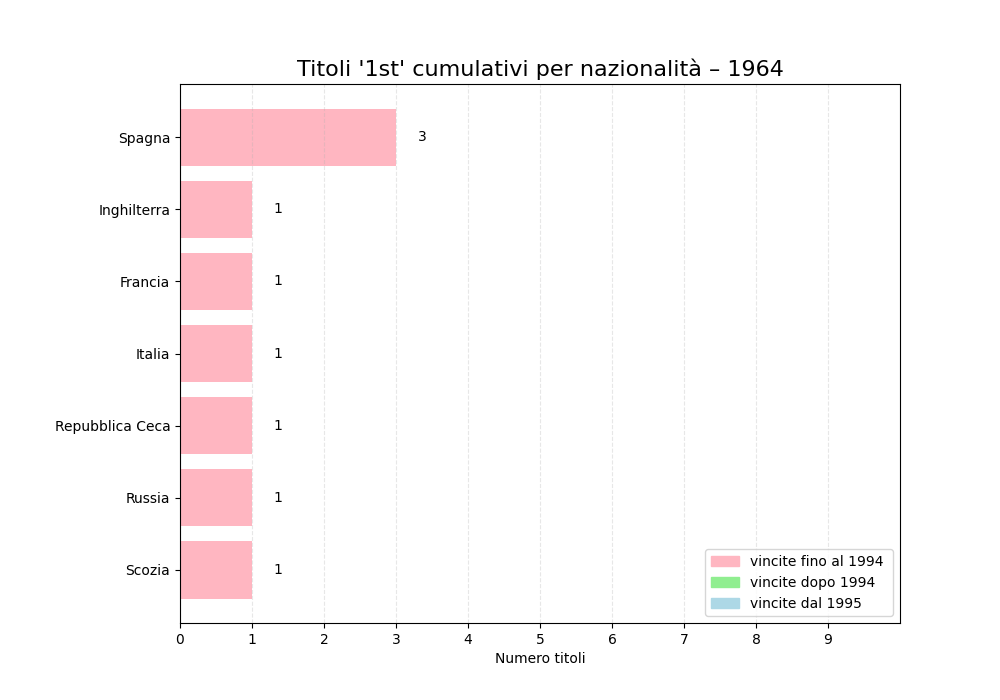 Titoli '1st' cumulativi per nazionalità – 1964
Spagna 3
Inghilterra 1
Francia 1
Italia 1
Repubblica Ceca 1
Russia 1
Scozia 1
vincite fino al 1994
vincite dopo 1994
vincite dal 1995
0 1 2 3 4 5 6 7 8 9
Numero titoli